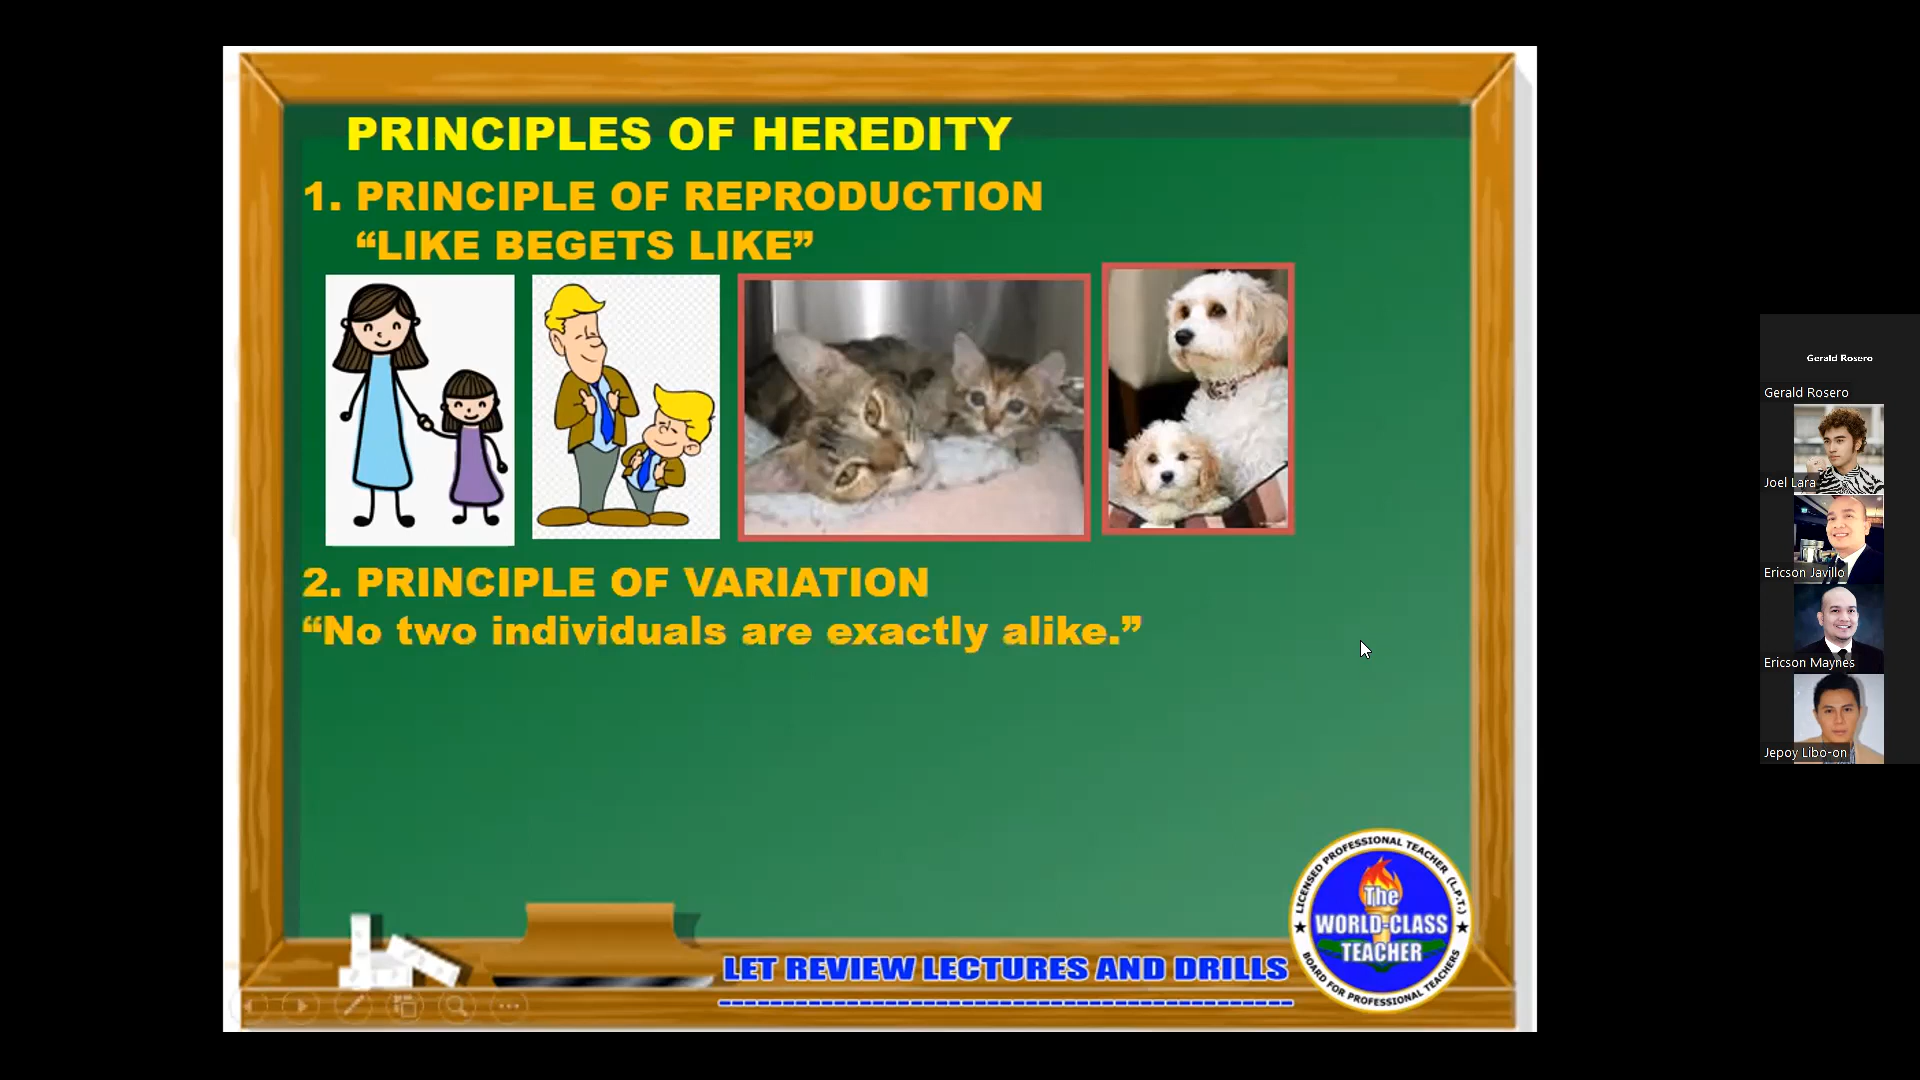 PRINCIPLES OF HEREDITY
1. PRINCIPLE OF REPRODUCTION
“LIKE BEGETS LIKE”
2. PRINCIPLE OF VARIATION
“No two individuals are exactly alike.”
LET REVIEW LECTURES AND DRILLS
LICENSED PROFESSIONAL TEACHER (L.P.T.)
The
WORLD-CLASS
TEACHER
BOARD FOR PROFESSIONAL TEACHERS
Gerald Rosero
Gerald Rosero
Joel Lara
Ericson Javillo
Ericson Maynes
Jepoy Libo-on